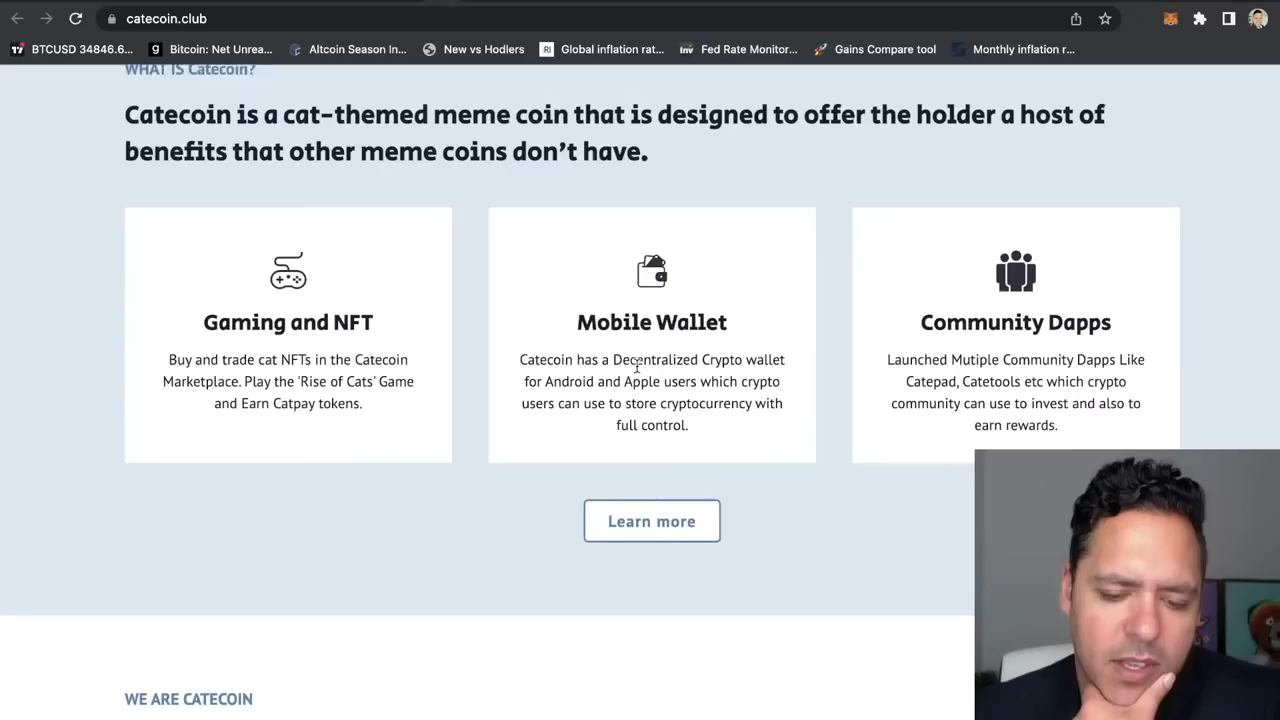 catecoin.club
BTCUSD 34846.6... Bitcoin: Net Unrea... Altcoin Season In... New vs Hodlers Global inflation rat... Fed Rate Monitor... Gains Compare tool Monthly inflation r...
WHAT IS Catecoin?
Catecoin is a cat-themed meme coin that is designed to offer the holder a host of
benefits that other meme coins don't have.
Gaming and NFT
Buy and trade cat NFTs in the Catecoin
Marketplace. Play the 'Rise of Cats' Game
and Earn Catpay tokens.
Mobile Wallet
Catecoin has a Decentralized Crypto wallet
for Android and Apple users which crypto
users can use to store cryptocurrency with
full control.
Community Dapps
Launched Mutiple Community Dapps Like
Catepad, Catetools etc which crypto
community can use to invest and also to
earn rewards.
Learn more
WE ARE CATECOIN